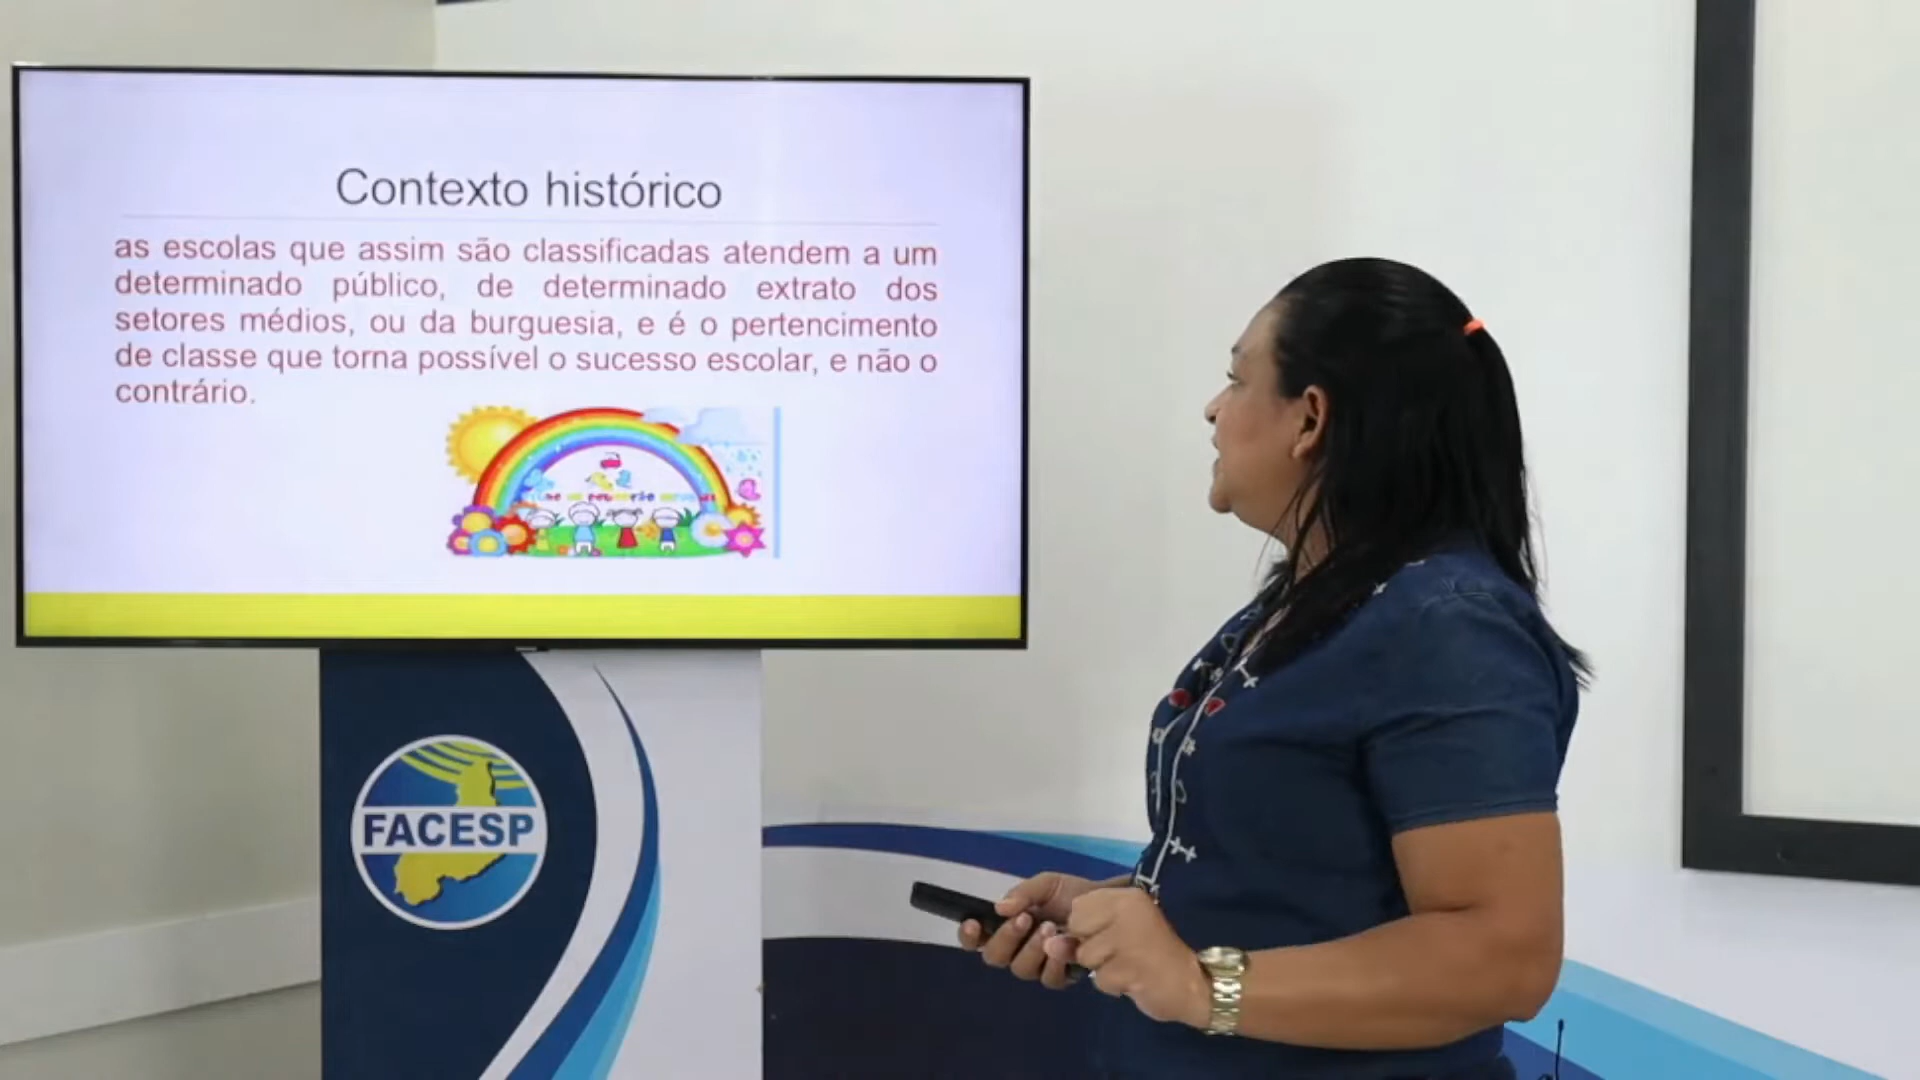 Contexto histórico
as escolas que assim são classificadas atendem a um
determinado público, de determinado extrato dos
setores médios, ou da burguesia, e é o pertencimento
de classe que torna possível o sucesso escolar, e não o
contrário.
FACESP